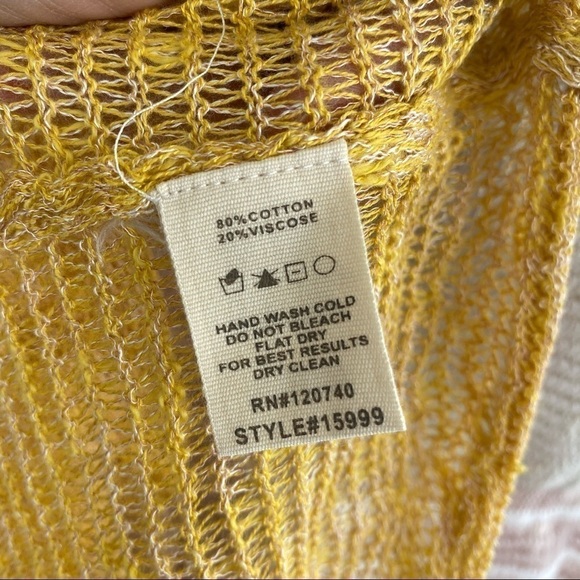 80%COTTON
20%VISCOSE
HAND WASH COLD
DO NOT BLEACH
FLAT DRY
FOR BEST RESULTS
DRY CLEAN
RN#120740
STYLE#15999